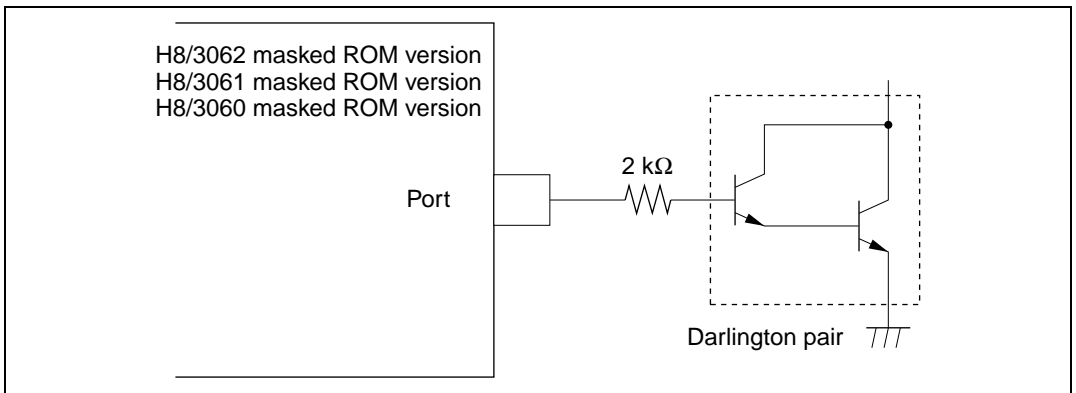 H8/3062 masked ROM version
H8/3061 masked ROM version
H8/3060 masked ROM version
2 kΩ
Port
Darlington pair